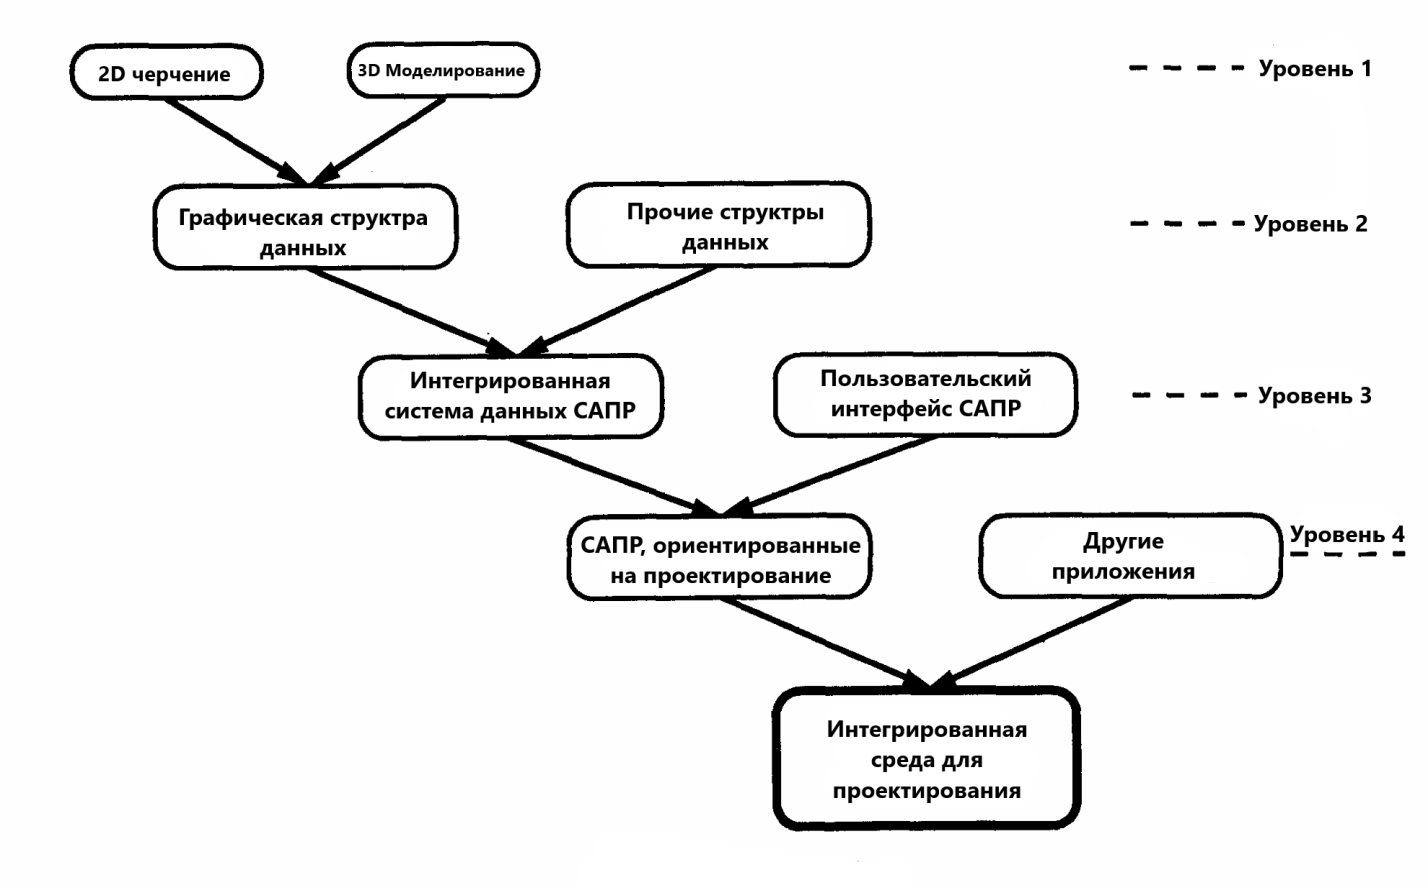 2D черчение
3D Моделирование
Уровень 1
Графическая структра
данных
Прочие структры
данных
Уровень 2
Интегрированная
система данных САПР
Пользовательский
интерфейс САПР
Уровень 3
САПР, ориентированные
на проектирование
Другие
приложения
Уровень 4
Интегрированная
среда для
проектирования